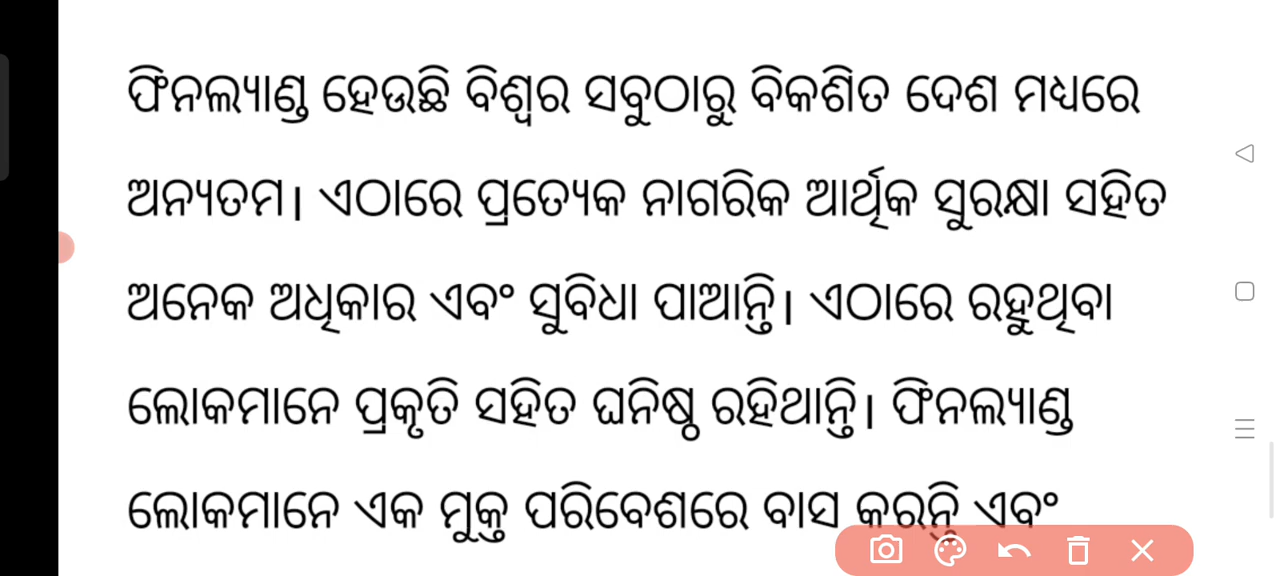 ଫିନଲ୍ୟାଣ୍ଡ ହେଉଛି ବିଶ୍ୱର ସବୁଠାରୁ ବିକଶିତ ଦେଶ ମଧ୍ୟରେ
ଅନ୍ୟତମ। ଏଠାରେ ପ୍ରତ୍ୟେକ ନାଗରିକ ଆର୍ଥିକ ସୁରକ୍ଷା ସହିତ
ଅନେକ ଅଧିକାର ଏବଂ ସୁବିଧା ପାଆନ୍ତି। ଏଠାରେ ରହୁଥିବା
ଲୋକମାନେ ପ୍ରକୃତି ସହିତ ଘନିଷ୍ଠ ରହିଥାନ୍ତି। ଫିନଲ୍ୟାଣ୍ଡ
ଲୋକମାନେ ଏକ ମୁକ୍ତ ପରିବେଶରେ ବାସ କରନ୍ତି ଏବଂ